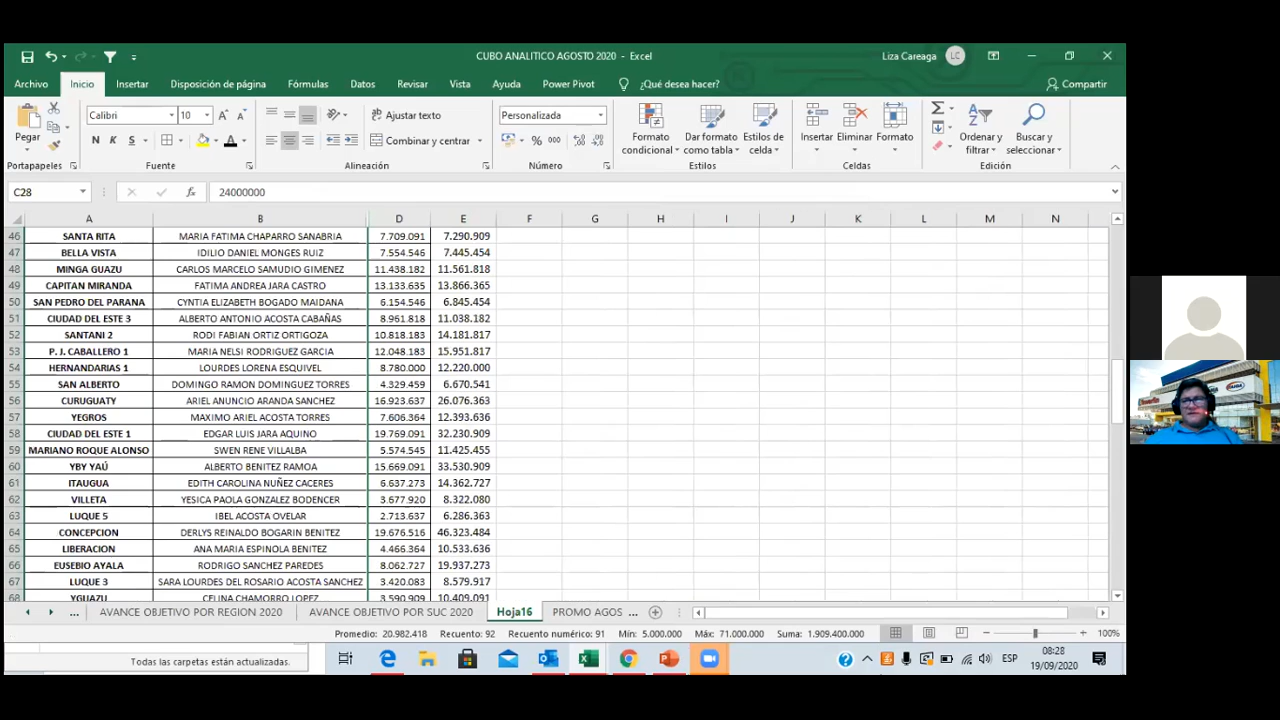 CUBO ANALITICO AGOSTO 2020 - Excel
Liza Careaga LC
Archivo Inicio Insertar Disposición de página Fórmulas Datos Revisar Vista Ayuda Power Pivot ¿Qué desea hacer? Compartir
Calibri 10 Ajustar texto Personalizada
Pegar N K S A Combinar y centrar % 000 Formato condicional Dar formato como tabla Estilos de celda Insertar Eliminar Formato Ordenar y filtrar Buscar y seleccionar
Portapapeles Fuente Alineación Número Estilos Celdas Edición
C28 fx 24000000
A B D E F G H I J K L M N
46 SANTA RITA MARIA FATIMA CHAPARRO SANABRIA 7.709.091 7.290.909
47 BELLA VISTA IDILIO DANIEL MONGES RUIZ 7.554.546 7.445.454
48 MINGA GUAZU CARLOS MARCELO SAMUDIO GIMENEZ 11.438.182 11.561.818
49 CAPITAN MIRANDA FATIMA ANDREA JARA CASTRO 13.133.635 13.866.365
50 SAN PEDRO DEL PARANA CYNTIA ELIZABETH BOGADO MAIDANA 6.154.546 6.845.454
51 CIUDAD DEL ESTE 3 ALBERTO ANTONIO ACOSTA CABAÑAS 8.961.818 11.038.182
52 SANTANI 2 RODI FABIAN ORTIZ ORTIGOZA 10.818.183 14.181.817
53 P. J. CABALLERO 1 MARIA NELSI RODRIGUEZ GARCIA 12.048.183 15.951.817
54 HERNANDARIAS 1 LOURDES LORENA ESQUIVEL 8.780.000 12.220.000
55 SAN ALBERTO DOMINGO RAMON DOMINGUEZ TORRES 4.329.459 6.670.541
56 CURUGUATY ARIEL ANUNCIO ARANDA SANCHEZ 16.923.637 26.076.363
57 YEGROS MAXIMO ARIEL ACOSTA TORRES 7.606.364 12.393.636
58 CIUDAD DEL ESTE 1 EDGAR LUIS JARA AQUINO 19.769.091 32.230.909
59 MARIANO ROQUE ALONSO SWEN RENE VILLALBA 5.574.545 11.425.455
60 YBY YAÚ ALBERTO BENITEZ RAMOA 15.669.091 33.530.909
61 ITAUGUA EDITH CAROLINA NUÑEZ CACERES 6.637.273 14.362.727
62 VILLETA YESICA PAOLA GONZALEZ BODENCER 3.677.920 8.322.080
63 LUQUE 5 IBEL ACOSTA OVELAR 2.713.637 6.286.363
64 CONCEPCION DERLYS REINALDO BOGARIN BENITEZ 19.676.516 46.323.484
65 LIBERACION ANA MARIA ESPINOLA BENITEZ 4.466.364 10.533.636
66 EUSEBIO AYALA RODRIGO SANCHEZ PAREDES 8.062.727 19.937.273
67 LUQUE 3 SARA LOURDES DEL ROSARIO ACOSTA SANCHEZ 3.420.083 8.579.917
68 YGUAZU CELINA CHAMORRO LOPEZ 3.590.909 10.409.091
... AVANCE OBJETIVO POR REGION 2020 AVANCE OBJETIVO POR SUC 2020 Hoja16 PROMO AGOS ...
Promedio: 20.982.418 Recuento: 92 Recuento numérico: 91 Mín: 5.000.000 Máx: 71.000.000 Suma: 1.909.400.000 100%
Todas las carpetas están actualizadas.
ESP 08:28
19/09/2020